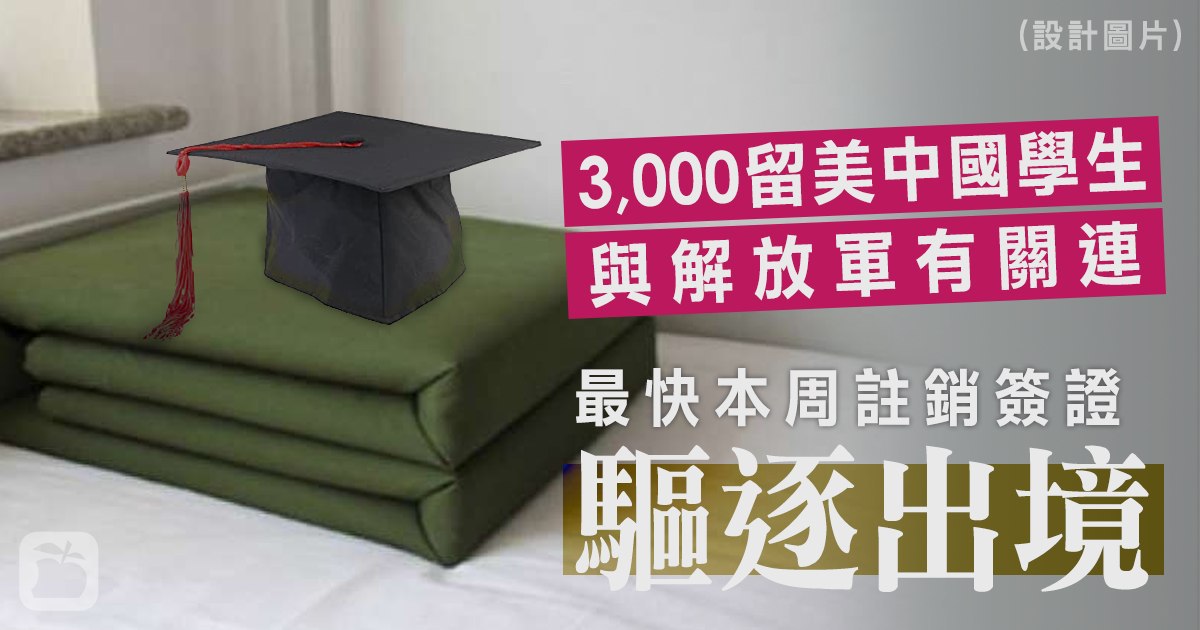 (設計圖片)
3,000留美中國學生
與解放軍有關連
最快本周註銷簽證
驅逐出境